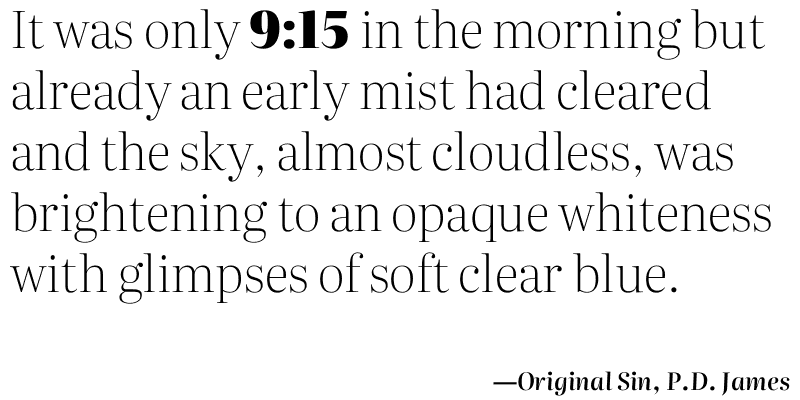 It was only 9:15 in the morning but
already an early mist had cleared
and the sky, almost cloudless, was
brightening to an opaque whiteness
with glimpses of soft clear blue.
—Original Sin, P.D. James